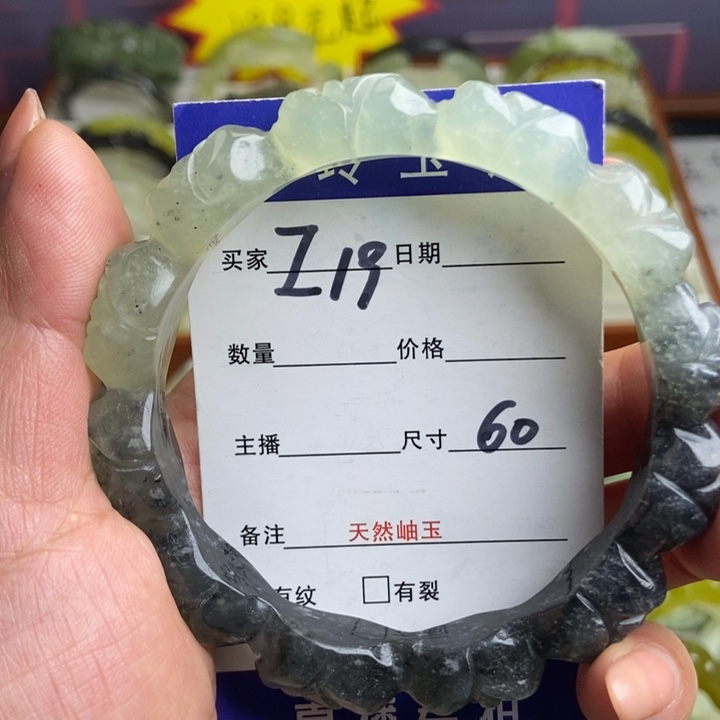 买家 Z19 日期
数量 价格
主播 尺寸 60
备注 天然岫玉
有纹 □有裂